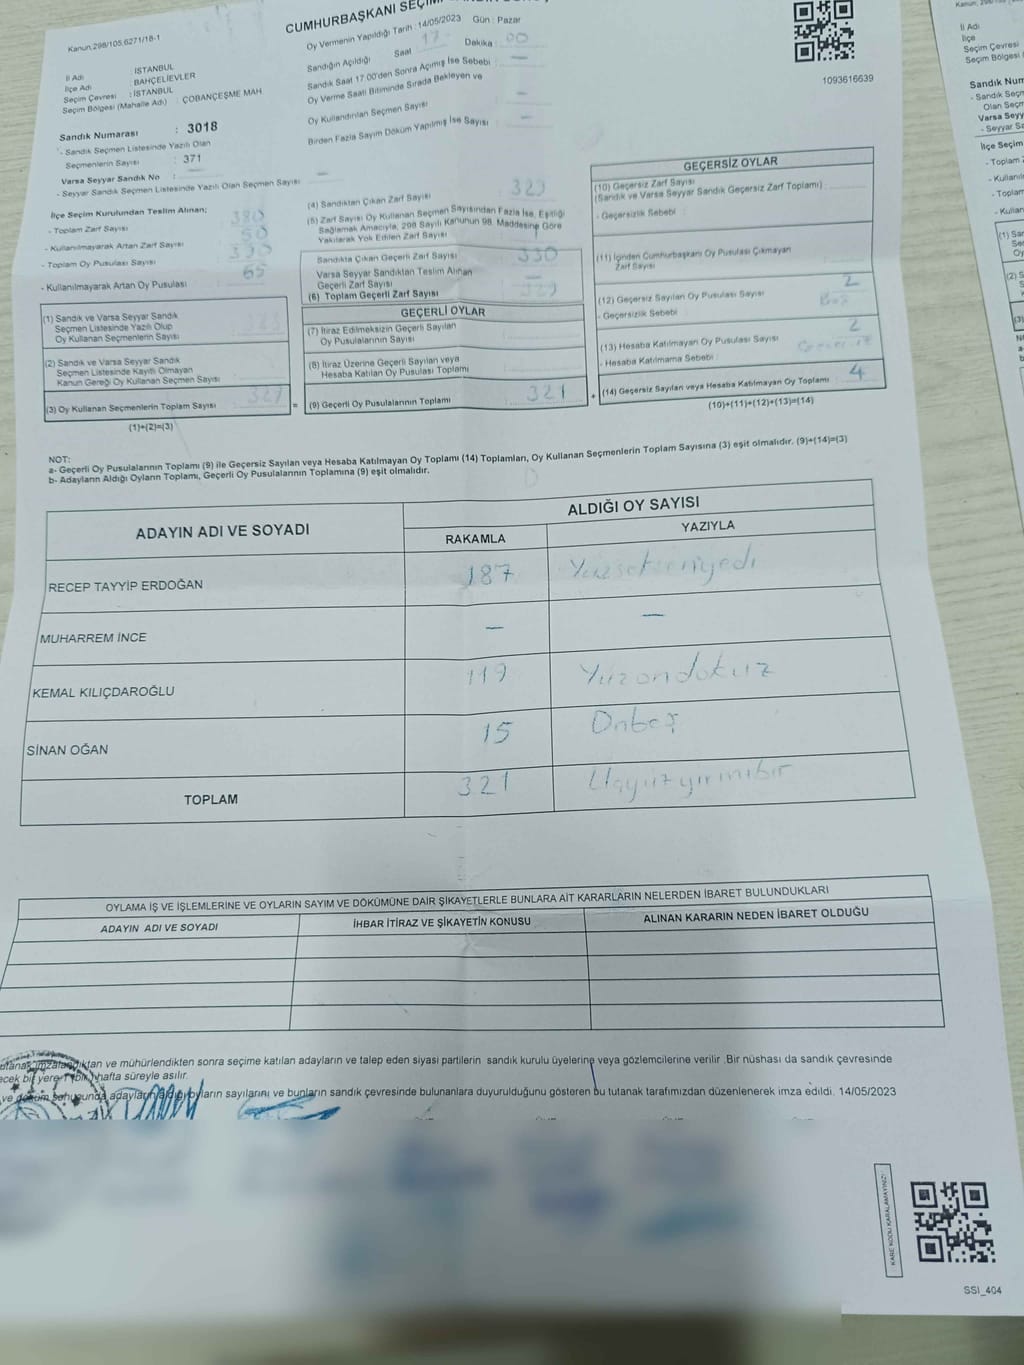 Kanun,298/105,6271/18-1
CUMHURBAŞKANI
Oy Vermenin Yapıldığı Tarih : 14/05/2023 Gün : Pazar
Sandığın Açıldığı Saat 17 Dakika : 00
Sandık Saat 17.00'den Sonra Açımış İse Sebebi : —
Oy Verme Saati Bitiminde Sırada Bekleyen ve
Oy Kullandırılan Seçmen Sayısı –
Birden Fazla Sayım Döküm Yapılmış İse Sayısı –
1093616639
İl Adı İSTANBUL
İlçe Adı BAHÇELİEVLER
Seçim Çevresi : İSTANBUL
Seçim Bölgesi (Mahalle Adı) : ÇOBANÇEŞME MAH.
Sandık Numarası : 3018
- Sandık Seçmen Listesinde Yazılı Olan
Seçmenlerin Sayısı : 371
Varsa Seyyar Sandık No : —
- Seyyar Sandık Seçmen Listesinde Yazılı Olan Seçmen Sayısı —
İlçe Seçim Kurulundan Teslim Alınan;
- Toplam Zarf Sayısı 380
- Kullanılmayarak Artan Zarf Sayısı 50
- Toplam Oy Pusulası Sayısı 390
- Kullanılmayarak Artan Oy Pusulası 65
(1) Sandık ve Varsa Seyyar Sandık
Seçmen Listesinde Yazılı Olup
Oy Kullanan Seçmenlerin Sayısı
(2) Sandık ve Varsa Seyyar Sandık
Seçmen Listesinde Kayıtlı Olmayan
Kanun Gereği Oy Kullanan Seçmen Sayısı
(3) Oy Kullanan Seçmenlerin Toplam Sayısı
(1)+(2)=(3)
(4) Sandıktan Çıkan Zarf Sayısı 323
(5) Zarf Sayısı Oy Kullanan Seçmen Sayısından Fazla İse, Eşitliği
Sağlamak Amacıyla, 298 Sayılı Kanunun 98. Maddesine Göre
Yakılarak Yok Edilen Zarf Sayısı
Sandıkta Çıkan Geçerli Zarf Sayısı 330
Varsa Seyyar Sandıktan Teslim Alınan
Geçerli Zarf Sayısı —
(6) Toplam Geçerli Zarf Sayısı
GEÇERLİ OYLAR
(7) İtiraz Edilmeksizin Geçerli Sayılan
Oy Pusulalarının Sayısı
(8) İtiraz Üzerine Geçerli Sayılan veya
Hesaba Katılan Oy Pusulası Toplamı
= (9) Geçerli Oy Pusulalarının Toplamı 321
GEÇERSİZ OYLAR
(10) Geçersiz Zarf Sayısı
(Sandık ve Varsa Seyyar Sandık Geçersiz Zarf Toplamı)
- Geçersizlik Sebebi :
(11) İçinden Cumhurbaşkanı Oy Pusulası Çıkmayan
Zarf Sayısı
(12) Geçersiz Sayılan Oy Pusulası Sayısı 2
- Geçersizlik Sebebi
(13) Hesaba Katılmayan Oy Pusulası Sayısı 2
- Hesaba Katılmama Sebebi
+ (14) Geçersiz Sayılan veya Hesaba Katılmayan Oy Toplamı 4
(10)+(11)+(12)+(13)=(14)
NOT:
a- Geçerli Oy Pusulalarının Toplamı (9) ile Geçersiz Sayılan veya Hesaba Katılmayan Oy Toplamı (14) Toplamları, Oy Kullanan Seçmenlerin Toplam Sayısına (3) eşit olmalıdır. (9)+(14)=(3)
b- Adayların Aldığı Oyların Toplamı, Geçerli Oy Pusulalarının Toplamına (9) eşit olmalıdır.
ADAYIN ADI VE SOYADI ALDIĞI OY SAYISI
RAKAMLA YAZIYLA
RECEP TAYYİP ERDOĞAN 187 Yüzseksenyedi
MUHARREM İNCE — —
KEMAL KILIÇDAROĞLU 119 Yüzondokuz
SİNAN OĞAN 15 Onbeş
TOPLAM 321 Üçyüzyirmibir
OYLAMA İŞ VE İŞLEMLERİNE VE OYLARIN SAYIM VE DÖKÜMÜNE DAİR ŞİKAYETLERLE BUNLARA AİT KARARLARIN NELERDEN İBARET BULUNDUKLARI
ADAYIN ADI VE SOYADI İHBAR İTİRAZ VE ŞİKAYETİN KONUSU ALINAN KARARIN NEDEN İBARET OLDUĞU
ve mühürlendikten sonra seçime katılan adayların ve talep eden siyasi partilerin sandık kurulu üyelerine veya gözlemcilerine verilir. Bir nüshası da sandık çevresinde
bir yere 1 (bir) hafta süreyle asılır.
ve döküm sonucunda adayların aldığı oyların sayılarını ve bunların sandık çevresinde bulunanlara duyurulduğunu gösteren bu tutanak tarafımızdan düzenlenerek imza edildi. 14/05/2023
KARE KODU KARALAMAYINIZ!
SSI_404
İl Adı
İlçe
Seçim Çevresi
Seçim Bölgesi
Sandık Num
Varsa Seyy
İlçe Seçim
- Toplam